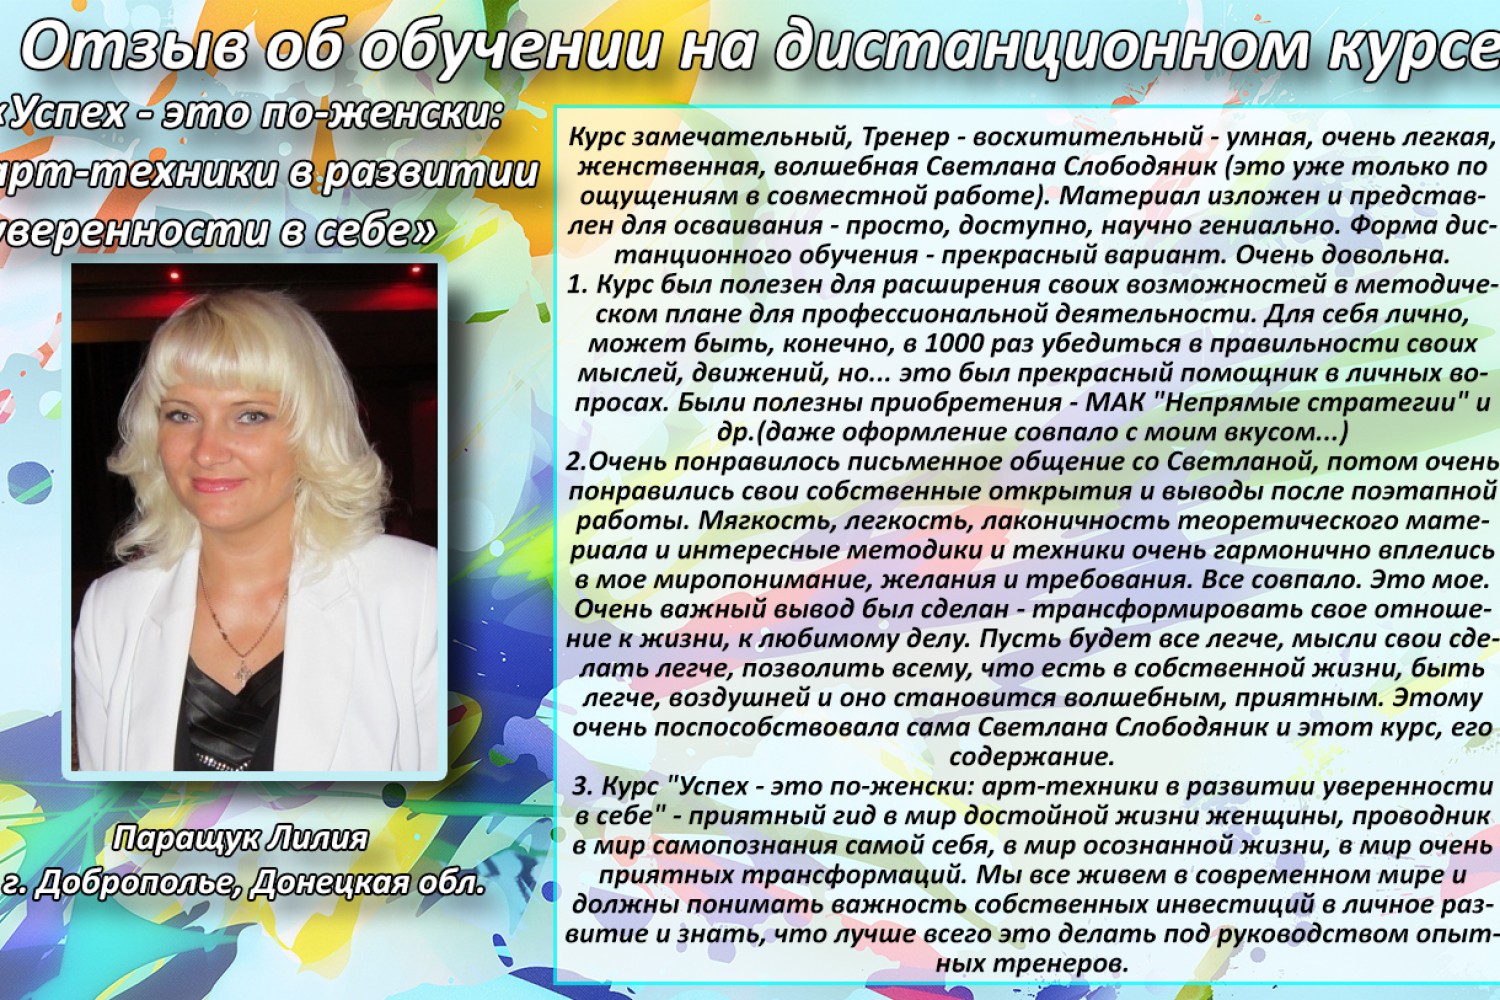 Отзыв об обучении на дистанционном курсе
«Успех - это по-женски:
арт-техники в развитии
уверенности в себе»
Курс замечательный, Тренер - восхитительный - умная, очень легкая,
женственная, волшебная Светлана Слободяник (это уже только по
ощущениям в совместной работе). Материал изложен и представ-
лен для осваивания - просто, доступно, научно гениально. Форма дис-
танционного обучения - прекрасный вариант. Очень довольна.
1. Курс был полезен для расширения своих возможностей в методиче-
ском плане для профессиональной деятельности. Для себя лично,
может быть, конечно, в 1000 раз убедиться в правильности своих
мыслей, движений, но... это был прекрасный помощник в личных во-
просах. Были полезны приобретения - МАК "Непрямые стратегии" и
др.(даже оформление совпало с моим вкусом...)
2.Очень понравилось письменное общение со Светланой, потом очень
понравились свои собственные открытия и выводы после поэтапной
работы. Мягкость, легкость, лаконичность теоретического мате-
риала и интересные методики и техники очень гармонично вплелись
в мое миропонимание, желания и требования. Все совпало. Это мое.
Очень важный вывод был сделан - трансформировать свое отноше-
ние к жизни, к любимому делу. Пусть будет все легче, мысли свои сде-
лать легче, позволить всему, что есть в собственной жизни, быть
легче, воздушней и оно становится волшебным, приятным. Этому
очень поспособствовала сама Светлана Слободяник и этот курс, его
содержание.
3. Курс "Успех - это по-женски: арт-техники в развитии уверенности
в себе" - приятный гид в мир достойной жизни женщины, проводник
в мир самопознания самой себя, в мир осознанной жизни, в мир очень
приятных трансформаций. Мы все живем в современном мире и
должны понимать важность собственных инвестиций в личное раз-
витие и знать, что лучше всего это делать под руководством опыт-
ных тренеров.
Паращук Лилия
г. Доброполье, Донецкая обл.